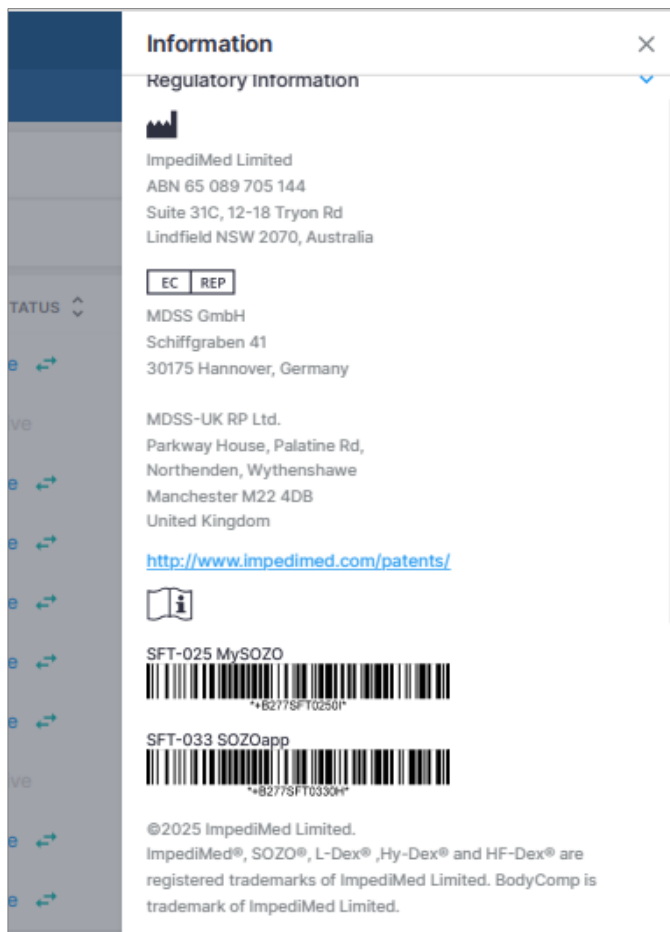 Information
Regulatory Information
ImpediMed Limited
ABN 65 089 705 144
Suite 31C, 12-18 Tryon Rd
Lindfield NSW 2070, Australia
EC REP
MDSS GmbH
Schiffgraben 41
30175 Hannover, Germany
MDSS-UK RP Ltd.
Parkway House, Palatine Rd,
Northenden, Wythenshawe
Manchester M22 4DB
United Kingdom
http://www.impedimed.com/patents/
SFT-025 MySOZO
*+B277SFT0250I*
SFT-033 SOZOapp
*+B277SFT0330H*
©2025 ImpediMed Limited.
ImpediMed®, SOZO®, L-Dex® ,Hy-Dex® and HF-Dex® are
registered trademarks of ImpediMed Limited. BodyComp is
trademark of ImpediMed Limited.
TATUS
e
ve
e
e
e
e
e
ve
e
e